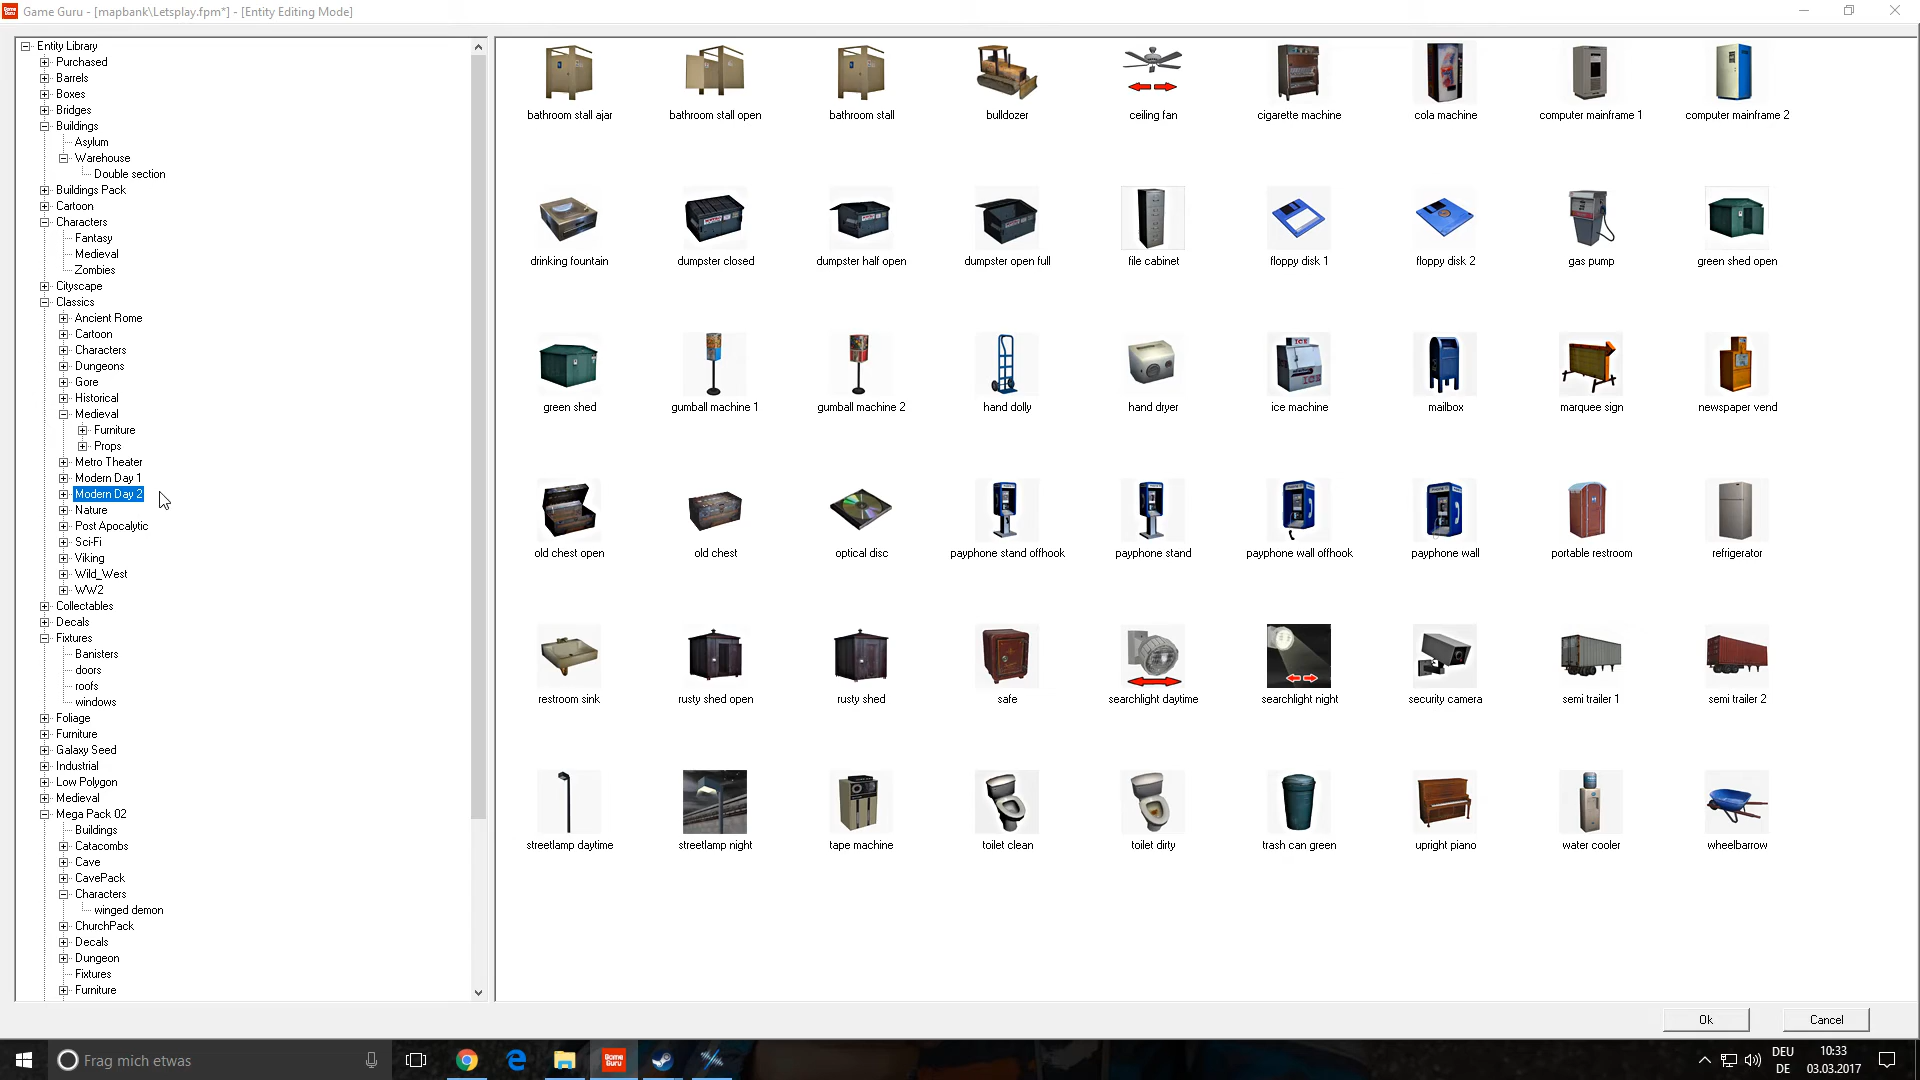 Game Guru - [mapbank\Letsplay.fpm*] - [Entity Editing Mode]
Entity Library
Purchased
Barrels
Boxes
Bridges
Buildings
Asylum
Warehouse
Double section
Buildings Pack
Cartoon
Characters
Fantasy
Medieval
Zombies
Cityscape
Classics
Ancient Rome
Cartoon
Characters
Dungeons
Gore
Historical
Medieval
Furniture
Props
Metro Theater
Modern Day 1
Modern Day 2
Nature
Post Apocalytic
Sci-Fi
Viking
Wild_West
WW2
Collectables
Decals
Fixtures
Banisters
doors
roofs
windows
Foliage
Furniture
Galaxy Seed
Industrial
Low Polygon
Medieval
Mega Pack 02
Buildings
Catacombs
Cave
CavePack
Characters
winged demon
ChurchPack
Decals
Dungeon
Fixtures
Furniture
bathroom stall ajar
bathroom stall open
bathroom stall
bulldozer
ceiling fan
cigarette machine
cola machine
computer mainframe 1
computer mainframe 2
drinking fountain
dumpster closed
dumpster half open
dumpster open full
file cabinet
floppy disk 1
floppy disk 2
gas pump
green shed open
green shed
gumball machine 1
gumball machine 2
hand dolly
hand dryer
ICE
ICE
ice machine
mailbox
marquee sign
newspaper vend
old chest open
old chest
optical disc
payphone stand offhook
payphone stand
payphone wall offhook
payphone wall
portable restroom
refrigerator
restroom sink
rusty shed open
rusty shed
safe
searchlight daytime
searchlight night
security camera
semi trailer 1
semi trailer 2
streetlamp daytime
streetlamp night
tape machine
toilet clean
toilet dirty
trash can green
upright piano
water cooler
wheelbarrow
Ok
Cancel
Frag mich etwas
Game
Guru
DEU
DE
10:33
03.03.2017